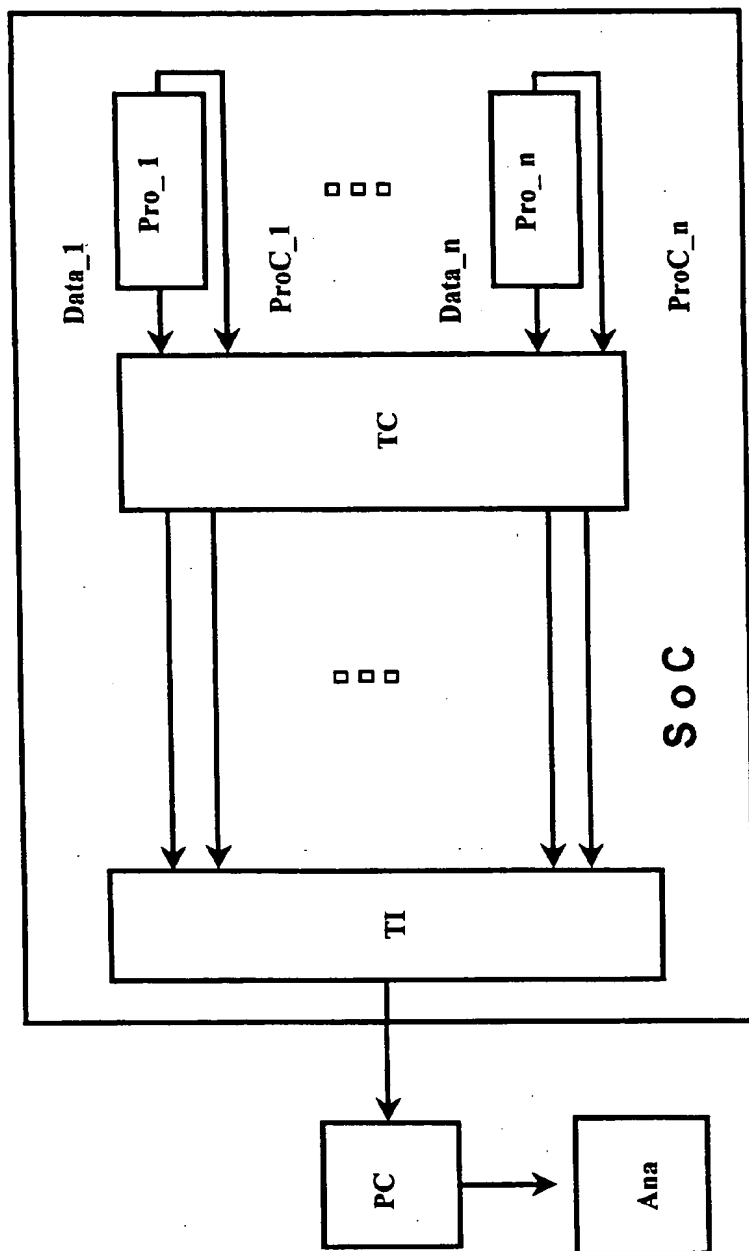 Data_1
Pro_1
ProC_1
Data_n
Pro_n
ProC_n
TC
SoC
TI
PC
Ana